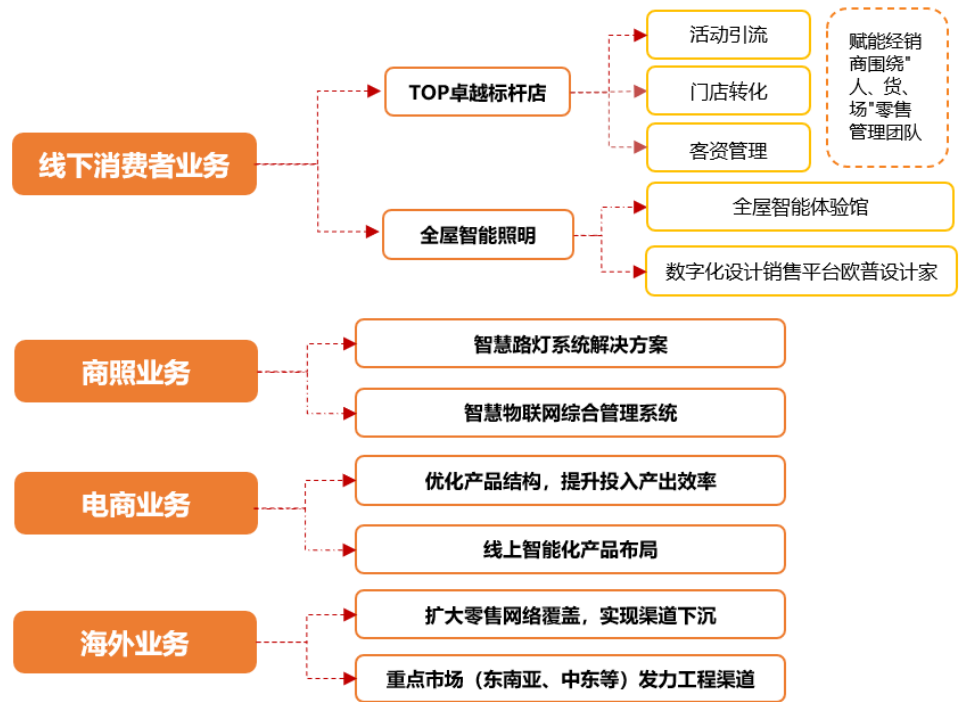 线下消费者业务
TOP卓越标杆店
活动引流
门店转化
客资管理
赋能经销
商围绕"
人、货、
场"零售
管理团队
全屋智能照明
全屋智能体验馆
数字化设计销售平台欧普设计家
商照业务
智慧路灯系统解决方案
智慧物联网综合管理系统
电商业务
优化产品结构，提升投入产出效率
线上智能化产品布局
海外业务
扩大零售网络覆盖，实现渠道下沉
重点市场（东南亚、中东等）发力工程渠道